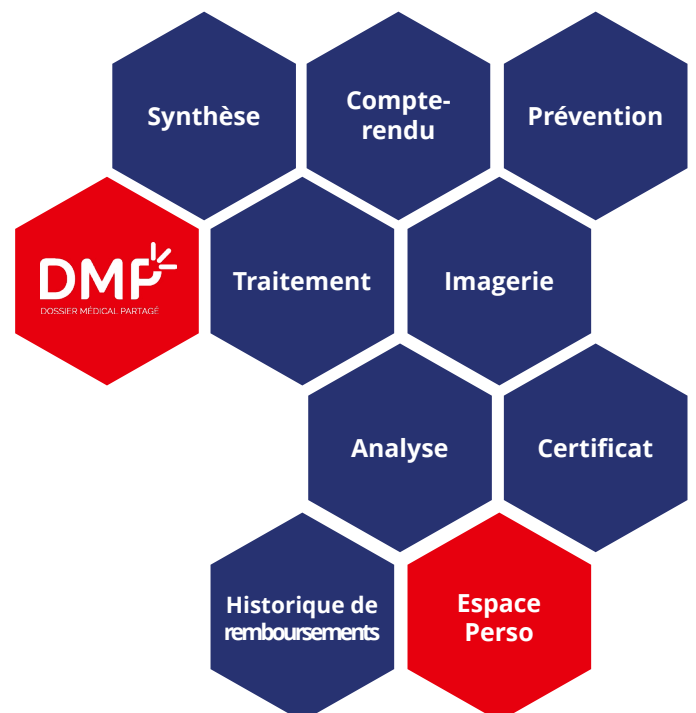 Synthèse
Compte-
rendu
Prévention
DMP
DOSSIER MÉDICAL PARTAGÉ
Traitement
Imagerie
Analyse
Certificat
Historique de
remboursements
Espace
Perso